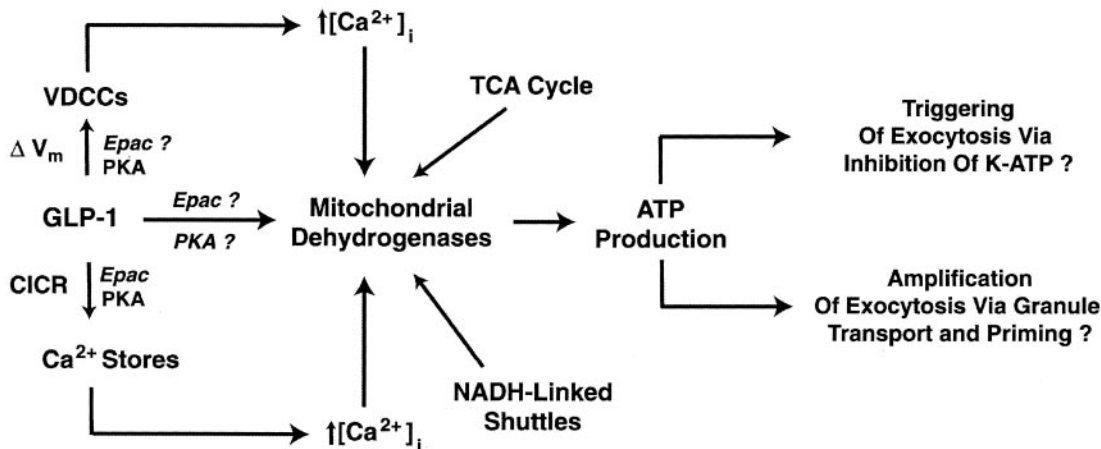 ↑[Ca²⁺]ᵢ
VDCCs
TCA Cycle
Triggering
Of Exocytosis Via
Inhibition Of K-ATP ?
Δ Vₘ
Epac ?
PKA
GLP-1
Epac ?
PKA ?
Mitochondrial
Dehydrogenases
ATP
Production
CICR
Epac
PKA
Amplification
Of Exocytosis Via Granule
Transport and Priming ?
Ca²⁺ Stores
NADH-Linked
Shuttles
↑[Ca²⁺]ᵢ